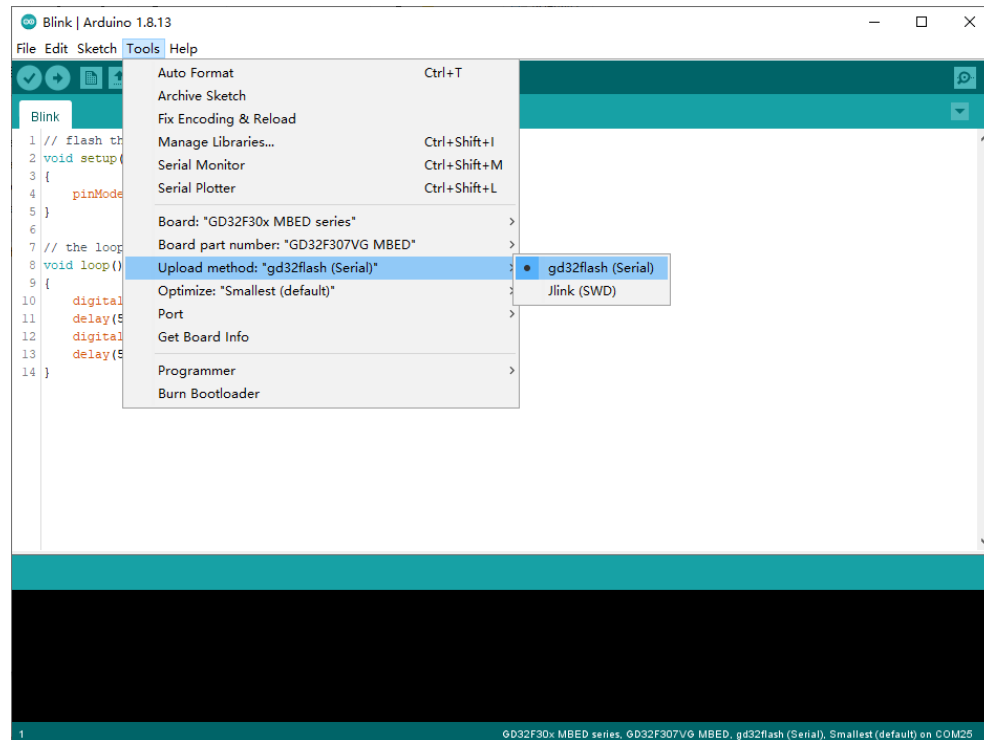 Blink | Arduino 1.8.13
File Edit Sketch Tools Help
Auto Format Ctrl+T
Archive Sketch
Fix Encoding & Reload
Manage Libraries... Ctrl+Shift+I
Serial Monitor Ctrl+Shift+M
Serial Plotter Ctrl+Shift+L
Board: "GD32F30x MBED series"
Board part number: "GD32F307VG MBED"
Upload method: "gd32flash (Serial)"
Optimize: "Smallest (default)"
Port
Get Board Info
Programmer
Burn Bootloader
gd32flash (Serial)
Jlink (SWD)
Blink
1 // flash th
2 void setup(
3 {
4 pinMode
5 }
6
7 // the loop
8 void loop()
9 {
10 digital
11 delay(5
12 digital
13 delay(5
14 }
1 GD32F30x MBED series, GD32F307VG MBED, gd32flash (Serial), Smallest (default) on COM25